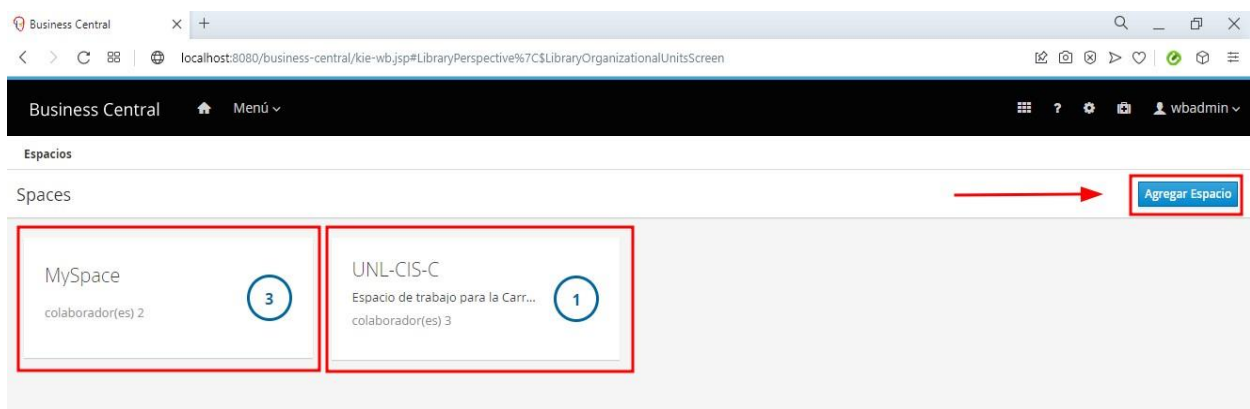 Business Central
localhost:8080/business-central/kie-wb.jsp#LibraryPerspective%7C$LibraryOrganizationalUnitsScreen
Business Central Menú ? wbadmin
Espacios
Spaces
Agregar Espacio
MySpace
3
colaborador(es) 2
UNL-CIS-C
Espacio de trabajo para la Carr...
1
colaborador(es) 3